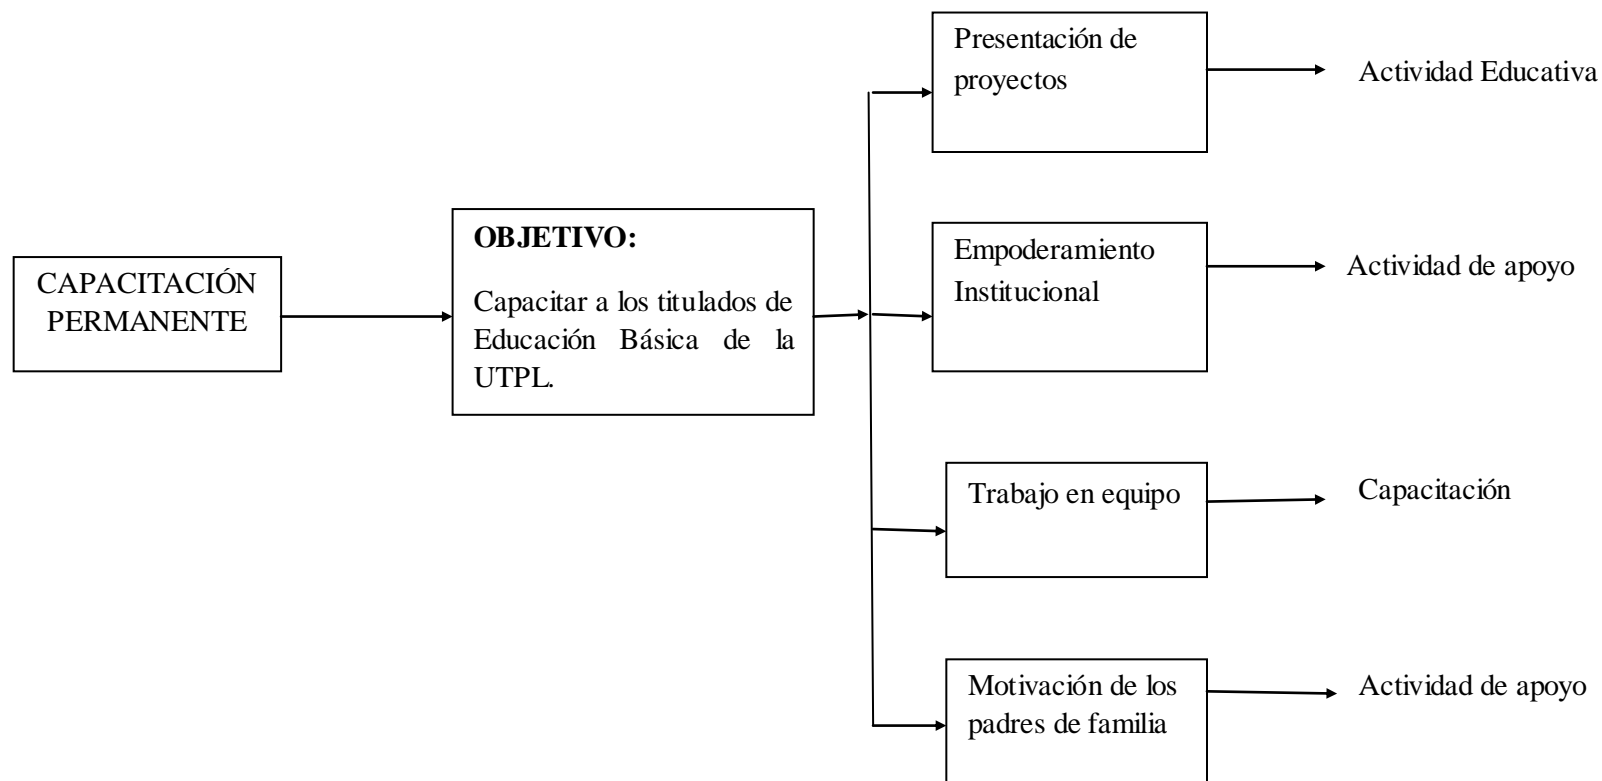 CAPACITACIÓN
PERMANENTE
OBJETIVO:
Capacitar a los titulados de
Educación Básica de la
UTPL.
Presentación de
proyectos
Actividad Educativa
Empoderamiento
Institucional
Actividad de apoyo
Trabajo en equipo
Capacitación
Motivación de los
padres de familia
Actividad de apoyo